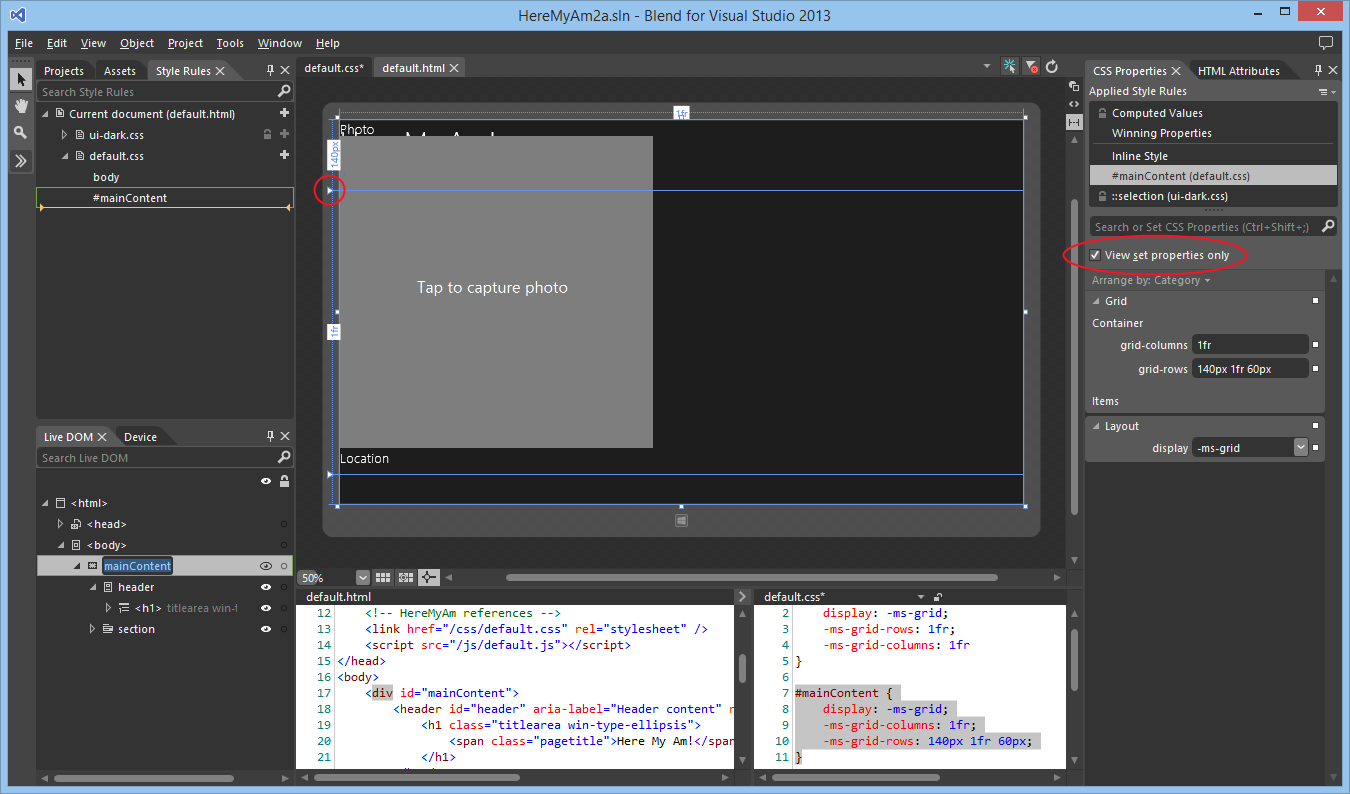 HereMyAm2a.sln - Blend for Visual Studio 2013
File Edit View Object Project Tools Window Help
Projects Assets Style Rules
Search Style Rules
Current document (default.html)
ui-dark.css
default.css
body
#mainContent
Live DOM Device
Search Live DOM
<html>
<head>
<body>
mainContent
header
<h1> titlearea win-t
section
default.css* default.html
1fr
Photo
140px
Tap to capture photo
1fr
Location
50%
default.html
12 <!-- HereMyAm references -->
13 <link href="/css/default.css" rel="stylesheet" />
14 <script src="/js/default.js"></script>
15 </head>
16 <body>
17 <div id="mainContent">
18 <header id="header" aria-label="Header content" r
19 <h1 class="titlearea win-type-ellipsis">
20 <span class="pagetitle">Here My Am!</span
21 </h1>
default.css*
2 display: -ms-grid;
3 -ms-grid-rows: 1fr;
4 -ms-grid-columns: 1fr
5 }
6
7 #mainContent {
8 display: -ms-grid;
9 -ms-grid-columns: 1fr;
10 -ms-grid-rows: 140px 1fr 60px;
11 }
CSS Properties HTML Attributes
Applied Style Rules
Computed Values
Winning Properties
Inline Style
#mainContent (default.css)
::selection (ui-dark.css)
Search or Set CSS Properties (Ctrl+Shift+;)
View set properties only
Arrange by: Category
Grid
Container
grid-columns 1fr
grid-rows 140px 1fr 60px
Items
Layout
display -ms-grid